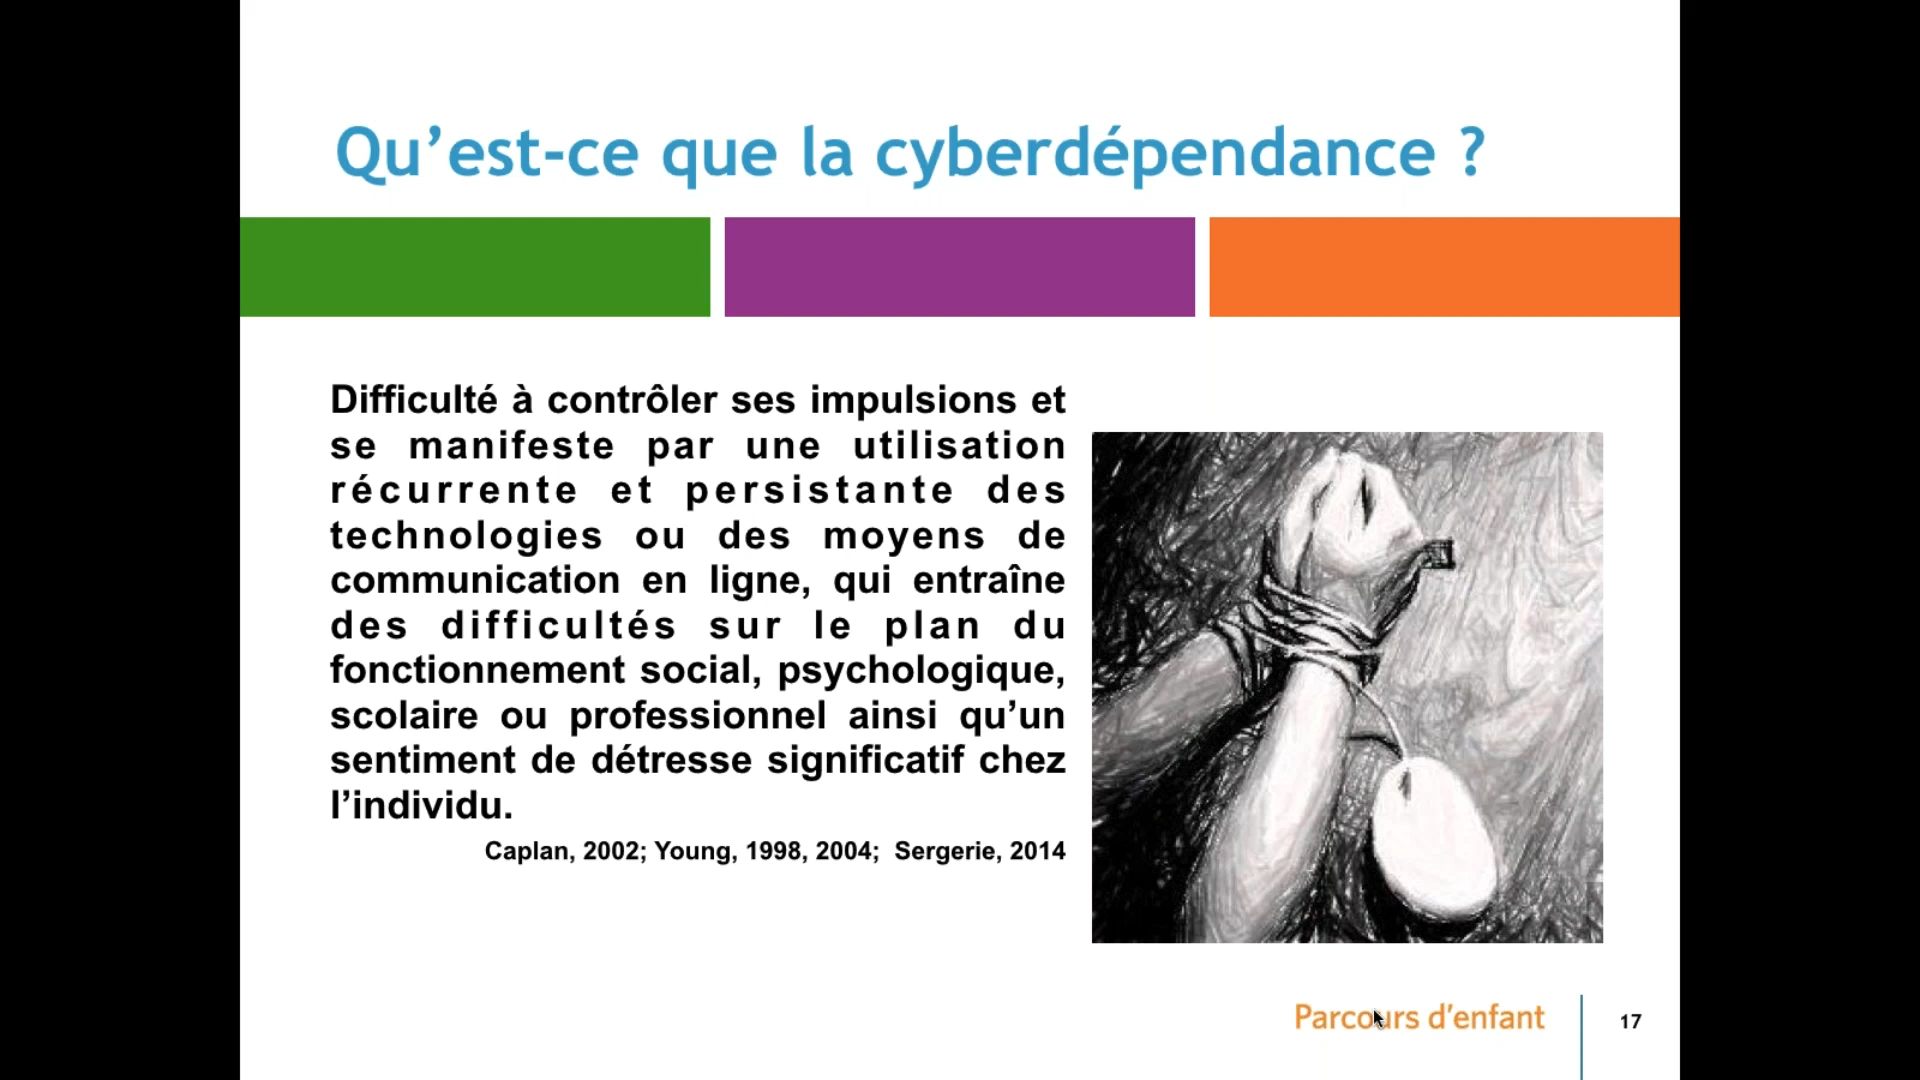 Qu’est-ce que la cyberdépendance ?
Difficulté à contrôler ses impulsions et
se manifeste par une utilisation
récurrente et persistante des
technologies ou des moyens de
communication en ligne, qui entraîne
des difficultés sur le plan du
fonctionnement social, psychologique,
scolaire ou professionnel ainsi qu’un
sentiment de détresse significatif chez
l’individu.
Caplan, 2002; Young, 1998, 2004;  Sergerie, 2014
Parcours d’enfant
17